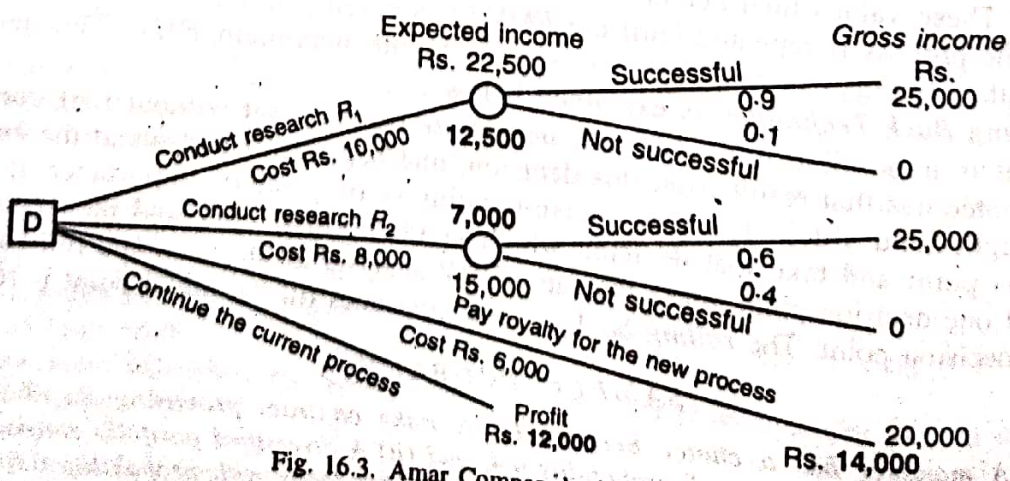 Expected income
Rs. 22,500
Gross income
Rs.
Conduct research R₁
Cost Rs. 10,000
12,500
Successful
0·9
25,000
0.1
Not successful
0
D
Conduct research R₂
Cost Rs. 8,000
7,000
15,000
Successful
0·6
25,000
0.4
Not successful
0
Pay royalty for the new process
Cost Rs. 6,000
20,000
Rs. 14,000
Continue the current process
Profit
Rs. 12,000
Fig. 16.3. Amar